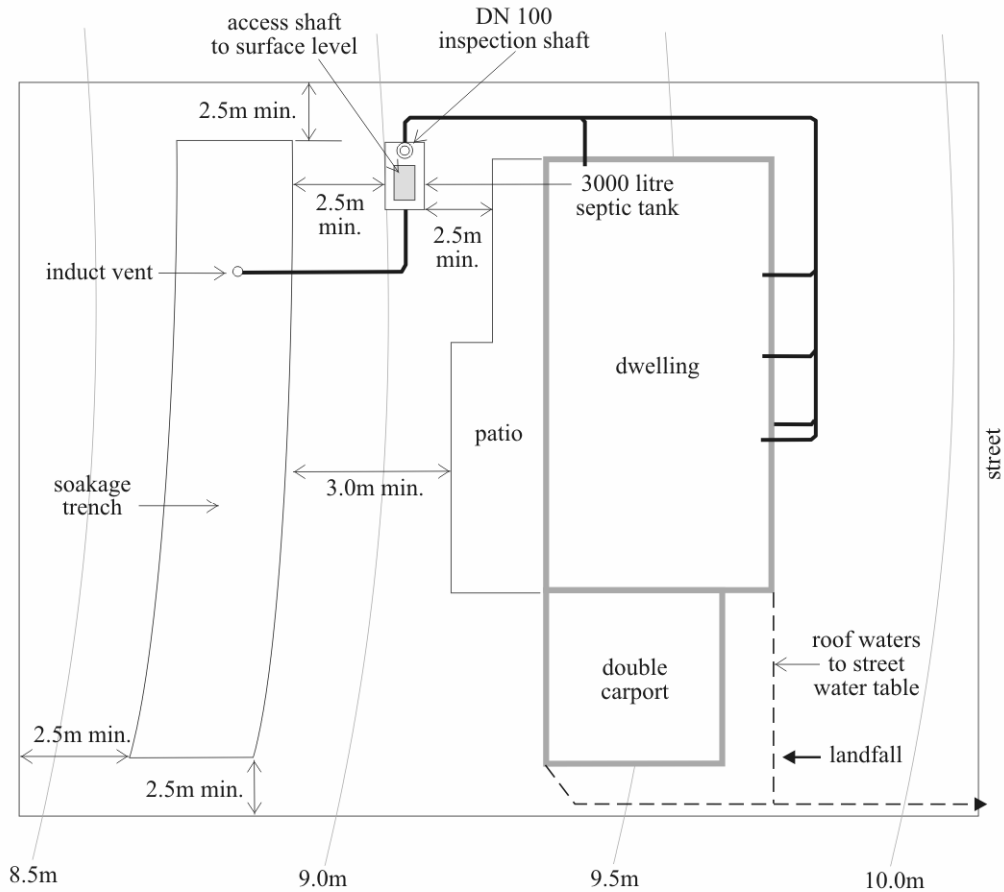 access shaft
to surface level
DN 100
inspection shaft
2.5m min.
2.5m
min.
2.5m
min.
3000 litre
septic tank
induct vent
dwelling
patio
street
soakage
trench
3.0m min.
roof waters
to street
water table
double
carport
2.5m min.
landfall
2.5m min.
8.5m
9.0m
9.5m
10.0m